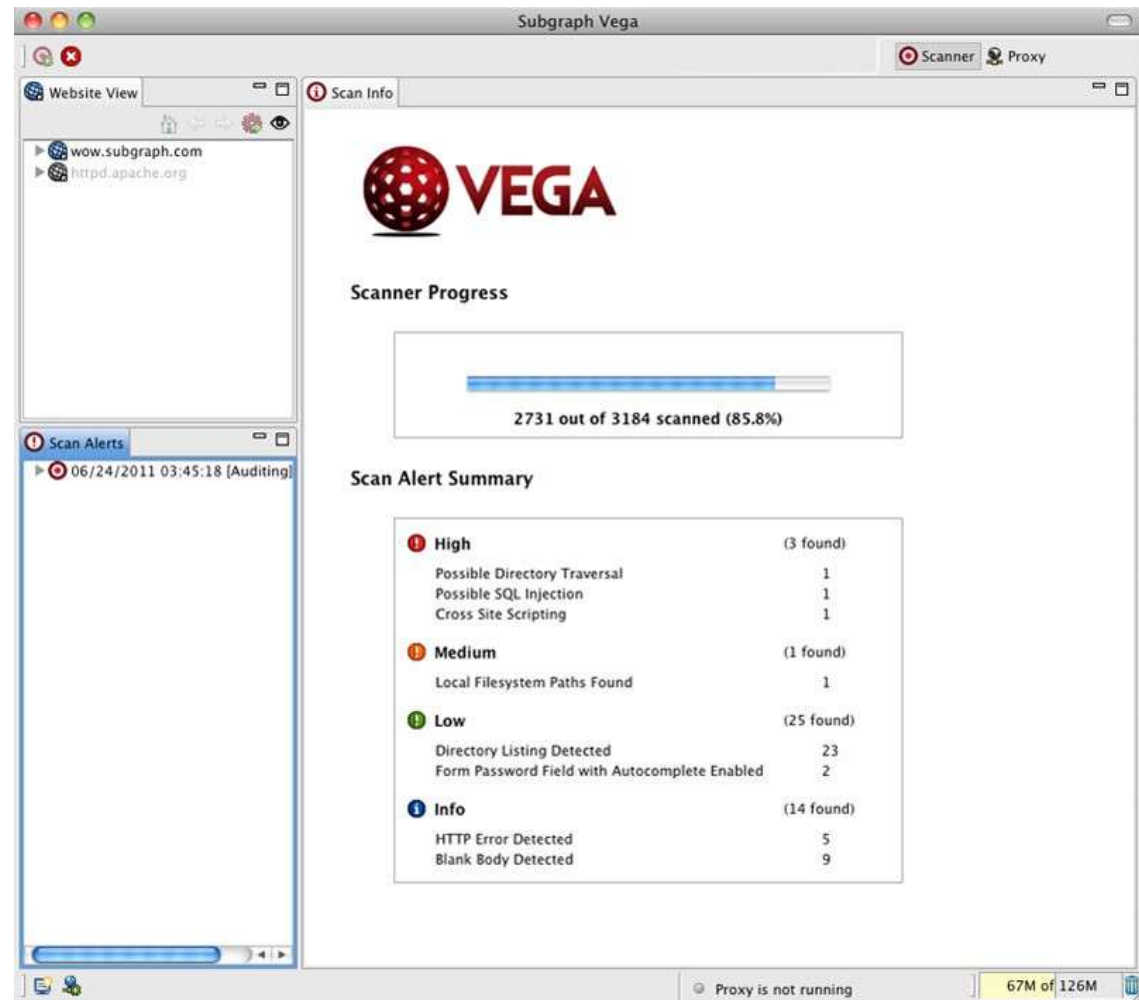 Subgraph Vega
Scanner Proxy
Website View
wow.subgraph.com
httpd.apache.org
Scan Alerts
06/24/2011 03:45:18 [Auditing]
Scan Info
VEGA
Scanner Progress
2731 out of 3184 scanned (85.8%)
Scan Alert Summary
High (3 found)
Possible Directory Traversal 1
Possible SQL Injection 1
Cross Site Scripting 1
Medium (1 found)
Local Filesystem Paths Found 1
Low (25 found)
Directory Listing Detected 23
Form Password Field with Autocomplete Enabled 2
Info (14 found)
HTTP Error Detected 5
Blank Body Detected 9
Proxy is not running
67M of 126M